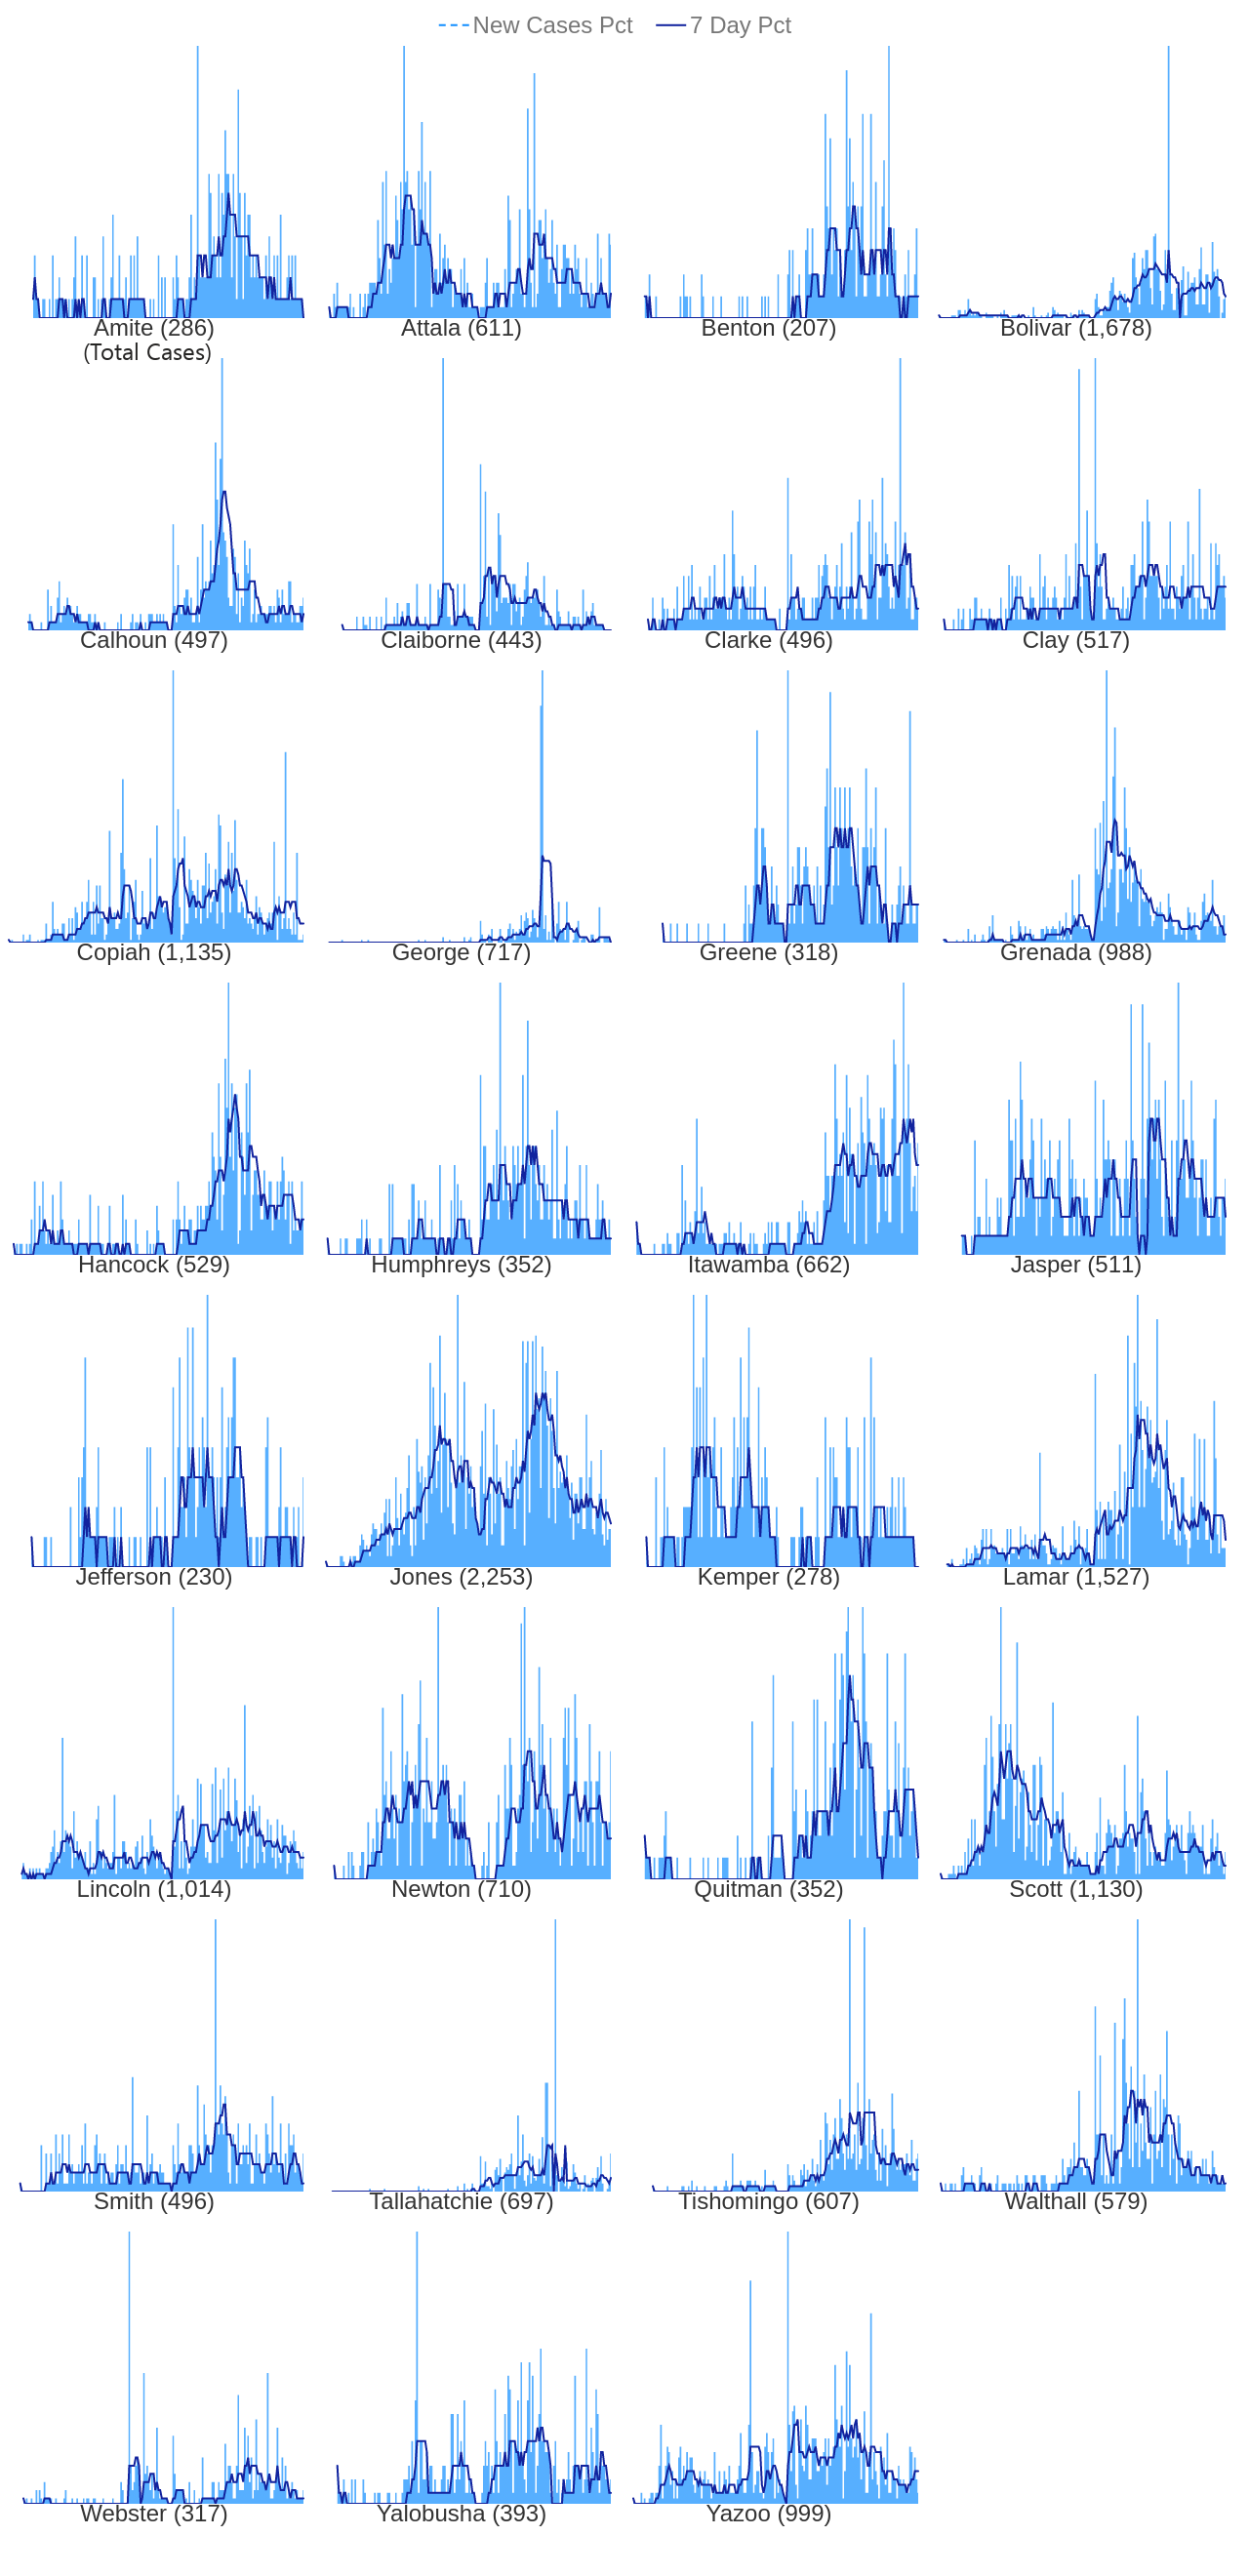 New Cases Pct 7 Day Pct
Amite (286) Attala (611) Benton (207) Bolivar (1,678)
(Total Cases)
Calhoun (497) Claiborne (443) Clarke (496) Clay (517)
Copiah (1,135) George (717) Greene (318) Grenada (988)
Hancock (529) Humphreys (352) Itawamba (662) Jasper (511)
Jefferson (230) Jones (2,253) Kemper (278) Lamar (1,527)
Lincoln (1,014) Newton (710) Quitman (352) Scott (1,130)
Smith (496) Tallahatchie (697) Tishomingo (607) Walthall (579)
Webster (317) Yalobusha (393) Yazoo (999)